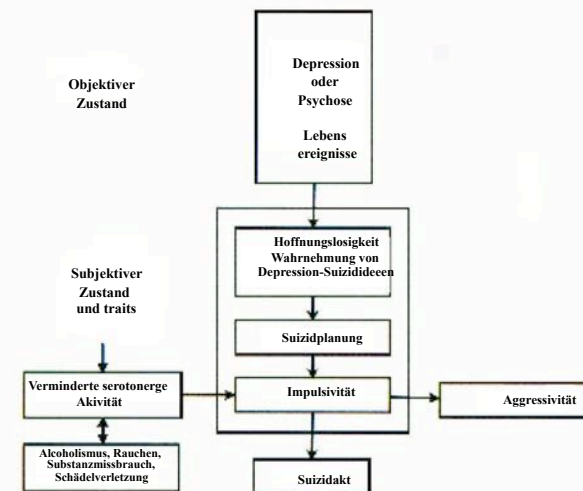 Objektiver
Zustand
Depression
oder
Psychose
Lebens
ereignisse
Hoffnungslosigkeit
Wahrnehmung von
Depression-Suizidideeen
Subjektiver
Zustand
und traits
Suizidplanung
Verminderte serotonerge
Akivität
Impulsivität
Aggressivität
Alcoholismus, Rauchen,
Substanzmissbrauch,
Schädelverletzung
Suizidakt